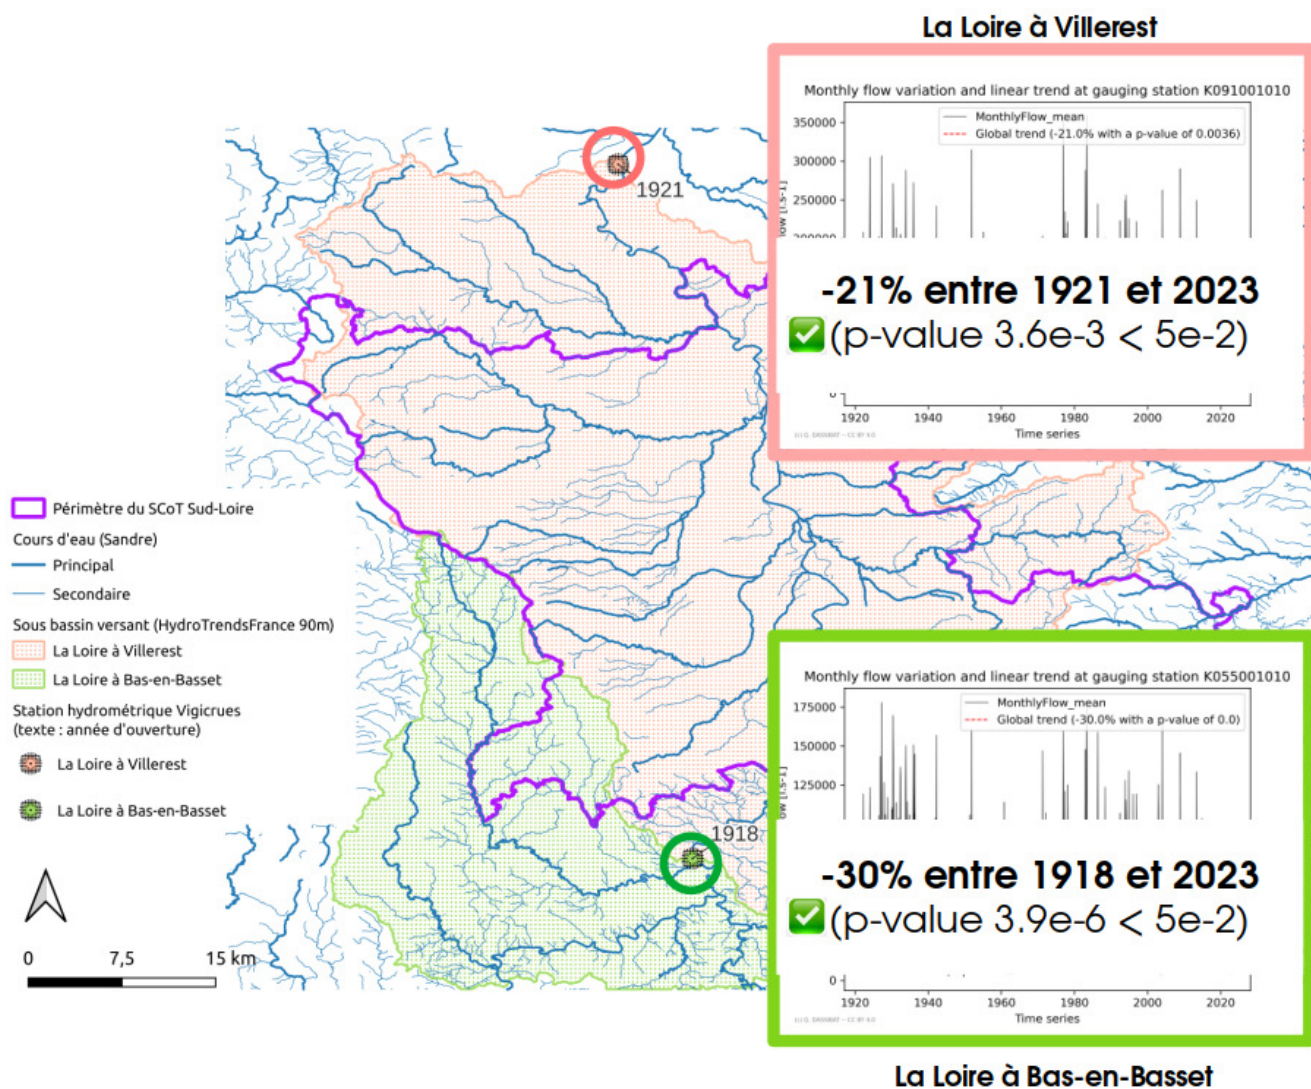 La Loire à Villerest
Monthly flow variation and linear trend at gauging station K091001010
MonthlyFlow_mean
Global trend (-21.0% with a p-value of 0.0036)
350000
300000
250000
200000
-21% entre 1921 et 2023
(p-value 3.6e-3 < 5e-2)
0
1920
1940
1960
1980
2000
2020
Time series
1921
Périmètre du SCoT Sud-Loire
Cours d'eau (Sandre)
Principal
Secondaire
Sous bassin versant (HydroTrendsFrance 90m)
La Loire à Villerest
La Loire à Bas-en-Basset
Station hydrométrique Vigicrues
(texte : année d'ouverture)
La Loire à Villerest
La Loire à Bas-en-Basset
0
7,5
15 km
1918
Monthly flow variation and linear trend at gauging station K055001010
MonthlyFlow_mean
Global trend (-30.0% with a p-value of 0.0)
175000
150000
125000
-30% entre 1918 et 2023
(p-value 3.9e-6 < 5e-2)
0
1920
1940
1960
1980
2000
2020
Time series
La Loire à Bas-en-Basset